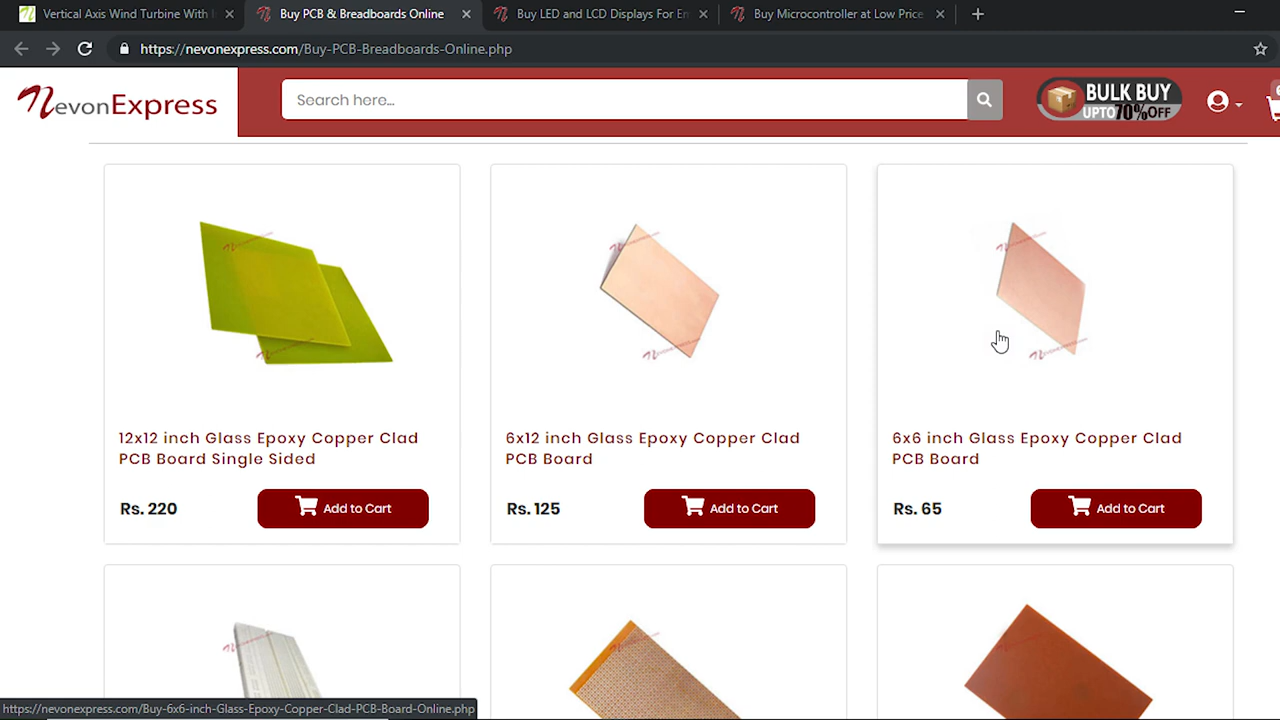 Vertical Axis Wind Turbine With
Buy PCB & Breadboards Online
Buy LED and LCD Displays For E
Buy Microcontroller at Low Price
https://nevonexpress.com/Buy-PCB-Breadboards-Online.php
NevonExpress
Search here...
BULK BUY
UPTO 70% OFF
12x12 inch Glass Epoxy Copper Clad
PCB Board Single Sided
6x12 inch Glass Epoxy Copper Clad
PCB Board
6x6 inch Glass Epoxy Copper Clad
PCB Board
Rs. 220
Add to Cart
Rs. 125
Add to Cart
Rs. 65
Add to Cart
https://nevonexpress.com/Buy-6x6-inch-Glass-Epoxy-Copper-Clad-PCB-Board-Online.php